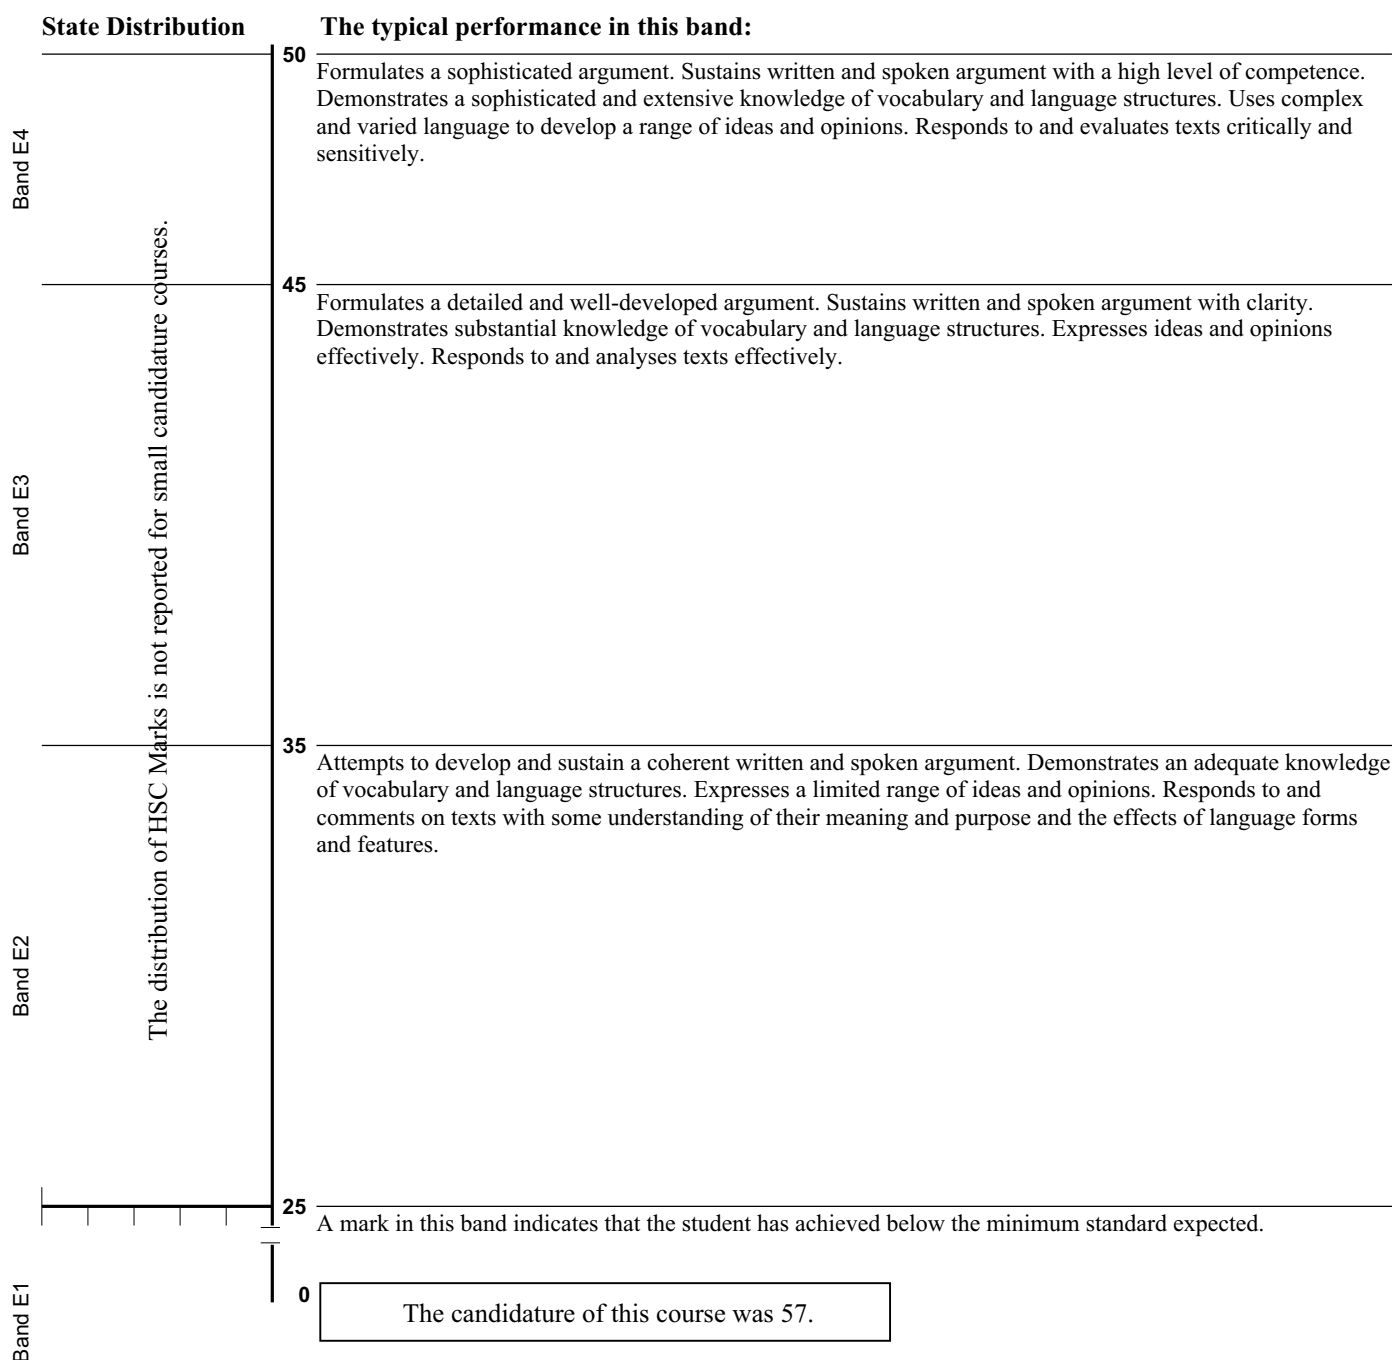 State Distribution
The typical performance in this band:
50
Formulates a sophisticated argument. Sustains written and spoken argument with a high level of competence.
Demonstrates a sophisticated and extensive knowledge of vocabulary and language structures. Uses complex
and varied language to develop a range of ideas and opinions. Responds to and evaluates texts critically and
sensitively.
Band E4
The distribution of HSC Marks is not reported for small candidature courses.
45
Formulates a detailed and well-developed argument. Sustains written and spoken argument with clarity.
Demonstrates substantial knowledge of vocabulary and language structures. Expresses ideas and opinions
effectively. Responds to and analyses texts effectively.
Band E3
35
Attempts to develop and sustain a coherent written and spoken argument. Demonstrates an adequate knowledge
of vocabulary and language structures. Expresses a limited range of ideas and opinions. Responds to and
comments on texts with some understanding of their meaning and purpose and the effects of language forms
and features.
Band E2
25
A mark in this band indicates that the student has achieved below the minimum standard expected.
Band E1
0
The candidature of this course was 57.